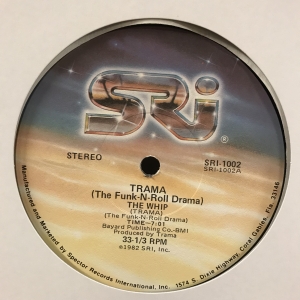 SRi
®
STEREO
SRI-1002
SRI-1002A
TRAMA
(The Funk-N-Roll Drama)
THE WHIP
(TRAMA)
(The Funk-N-Roll Drama)
TIME-7:01
Bayard Publishing Co.-BMI
Produced by Trama
33-1/3 RPM
©1982 SRI, Inc.
Manufactured and Marketed by Spector Records International, Inc. - 1574 S. Dixie Highway, Coral Gables, Fla. 33146